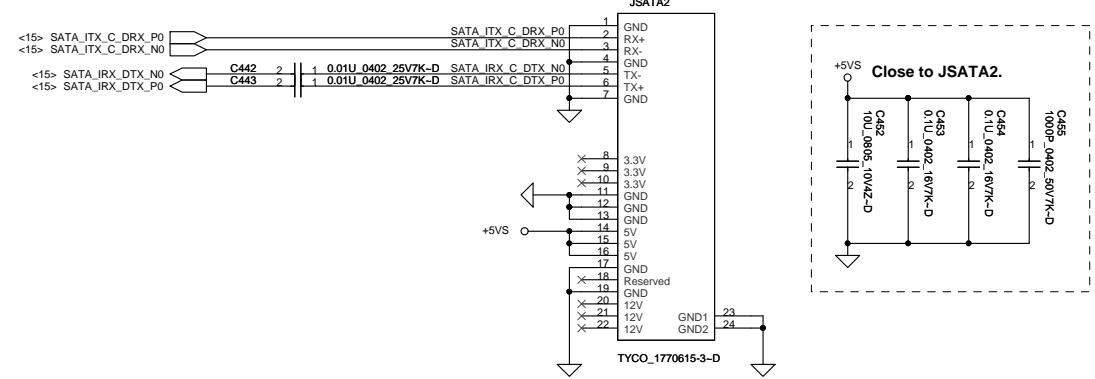 JSATA2
<15> SATA_ITX_C_DRX_P0 SATA_ITX_C_DRX_P0 1 GND
<15> SATA_ITX_C_DRX_N0 SATA_ITX_C_DRX_N0 2 RX+
3 RX-
4 GND
<15> SATA_IRX_DTX_N0 C442 2 1 0.01U_0402_25V7K~D SATA_IRX_C_DTX_N0 5 TX-
<15> SATA_IRX_DTX_P0 C443 2 1 0.01U_0402_25V7K~D SATA_IRX_C_DTX_P0 6 TX+
7 GND
8 3.3V
9 3.3V
10 3.3V
11 GND
12 GND
13 GND
+5VS 14 5V
15 5V
16 5V
17 GND
18 Reserved
19 GND
20 12V
21 12V GND1 23
22 12V GND2 24
TYCO_1770615-3~D
+5VS Close to JSATA2.
1 2 C452
10U_0805_10V4Z~D
1 2 C453
0.1U_0402_16V7K~D
1 2 C454
0.1U_0402_16V7K~D
1 2 C455
1000P_0402_50V7K~D